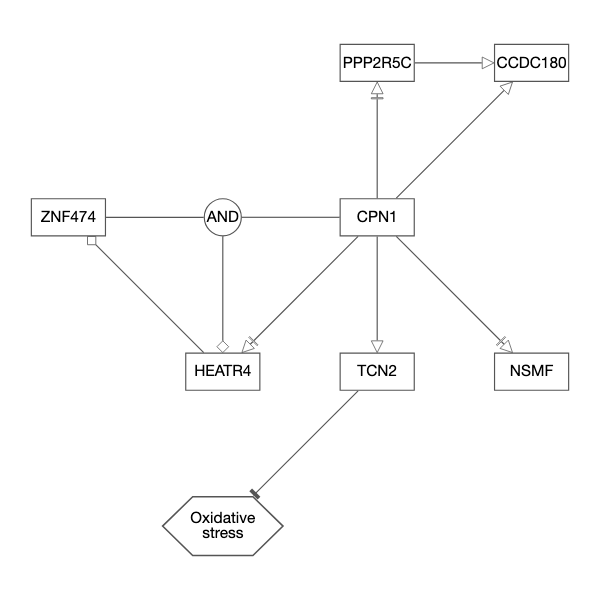 PPP2R5C
CCDC180
ZNF474
AND
CPN1
HEATR4
TCN2
NSMF
Oxidative
stress